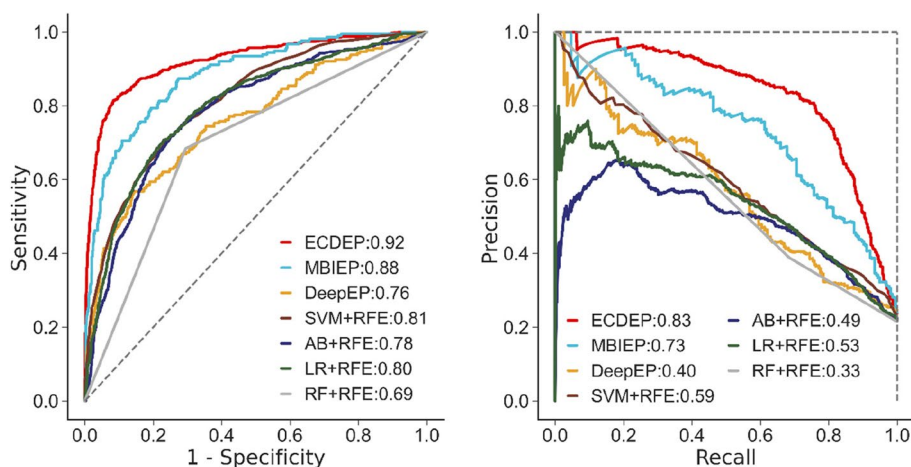 1.0
0.8
0.6
0.4
0.2
0.0
Sensitivity
0.0 0.2 0.4 0.6 0.8 1.0
1 - Specificity
ECDEP:0.92
MBIEP:0.88
DeepEP:0.76
SVM+RFE:0.81
AB+RFE:0.78
LR+RFE:0.80
RF+RFE:0.69
1.0
0.8
0.6
0.4
0.2
0.0
Precision
0.0 0.2 0.4 0.6 0.8 1.0
Recall
ECDEP:0.83
MBIEP:0.73
DeepEP:0.40
SVM+RFE:0.59
AB+RFE:0.49
LR+RFE:0.53
RF+RFE:0.33